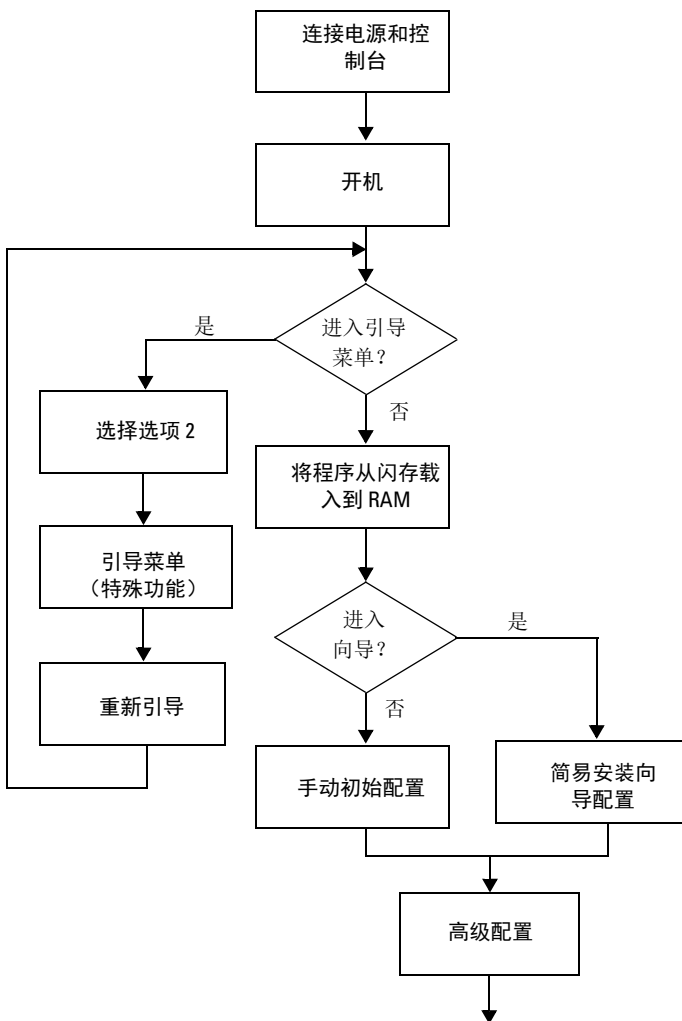 连接电源和控
制台
开机
进入引导
菜单?
是
否
选择选项 2
将程序从闪存载
入到 RAM
引导菜单
（特殊功能）
进入
向导?
是
否
重新引导
手动初始配置
简易安装向
导配置
高级配置